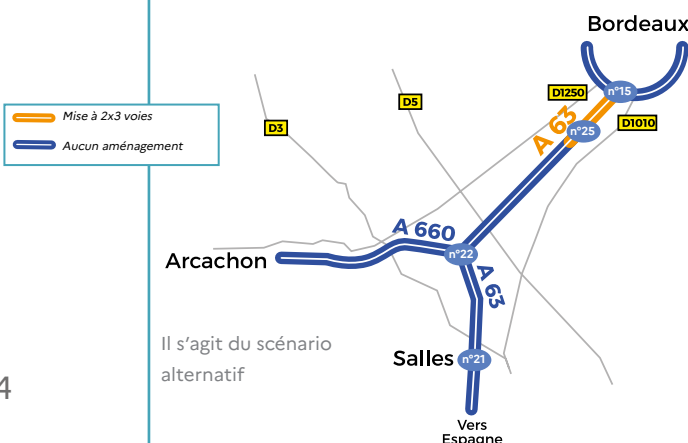 Bordeaux
D1250
n°15
D5
Mise à 2x3 voies
D3
A 63
n°25
D1010
Aucun aménagement
A 660
Arcachon
n°22
A 63
Il s’agit du scénario
alternatif
Salles
n°21
4
Vers
Espagne